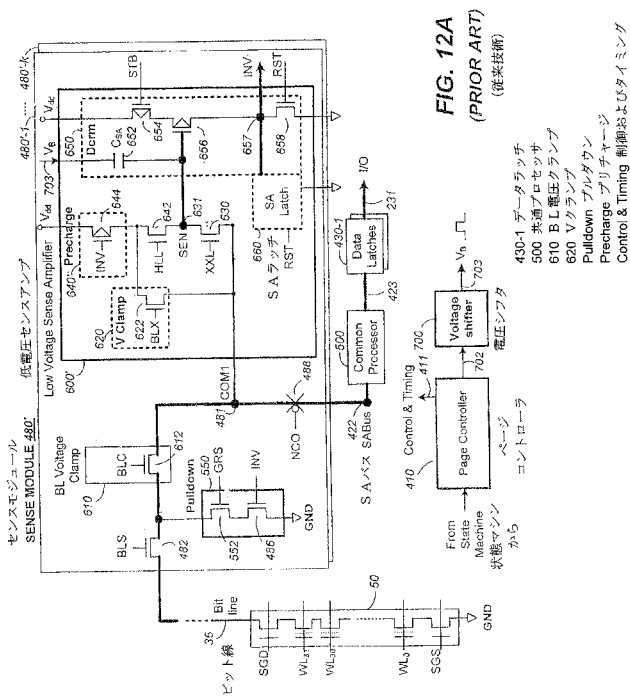 センスモジュール
SENSE MODULE 480'
480'-1 ---- 480'-k
低電圧センスアンプ
Low Voltage Sense Amplifier
600'
Vdd
703
VB
Vdc
640'
Precharge
644
INV
650
Dcrm
CSA
652
STB
654
656
657
INV
RST
658
620
V Clamp
622
BLX
HLL
642
SEN
631
XXL
630
660
SA
Latch
RST
SAラッチ
BL Voltage
Clamp
610
BLC
612
COM1
481
488
NCO
BLS
482
Pulldown
550
GRS
552
INV
486
GND
422
SABus
SAバス
Common
Processor
500
423
Data
Latches
430-1
231
I/O
ビット線
Bit
line
36
50
SGD
WL31
WL30
WL0
SGS
GND
From
State
Machine
状態マシン
から
410
Page Controller
ページ
コントローラ
Control & Timing
411
702
700
Voltage
shifter
電圧シフタ
703
VB
FIG. 12A
(PRIOR ART)
(従来技術)
430-1 データラッチ
500 共通プロセッサ
610 BL電圧クランプ
620 Vクランプ
Pulldown プルダウン
Precharge プリチャージ
Control & Timing 制御およびタイミング